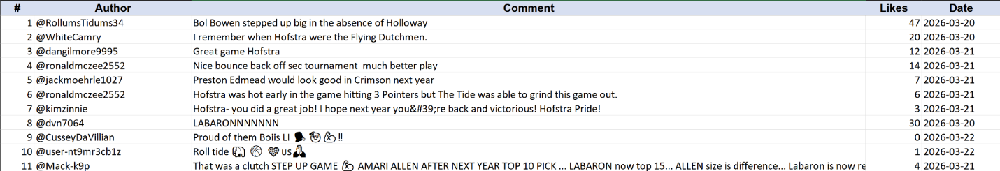 # Author Comment Likes Date
1 @RollumsTidums34 Bol Bowen stepped up big in the absence of Holloway 47 2026-03-20
2 @WhiteCamry I remember when Hofstra were the Flying Dutchmen. 20 2026-03-20
3 @dangilmore9995 Great game Hofstra 12 2026-03-21
4 @ronaldmczee2552 Nice bounce back off sec tournament  much better play 14 2026-03-21
5 @jackmoehrle1027 Preston Edmead would look good in Crimson next year 7 2026-03-21
6 @ronaldmczee2552 Hofstra was hot early in the game hitting 3 Pointers but The Tide was able to grind this game out. 6 2026-03-21
7 @kimzinnie Hofstra- you did a great job! I hope next year you&#39;re back and victorious! Hofstra Pride! 3 2026-03-21
8 @dvn7064 LABARONNNNNNN 30 2026-03-20
9 @CusseyDaVillian Proud of them Boiis LI 🗣 ‼ 0 2026-03-22
10 @user-nt9mr3cb1z Roll tide 🐘 🏀 us 1 2026-03-22
11 @Mack-k9p That was a clutch STEP UP GAME 💪 AMARI ALLEN AFTER NEXT YEAR TOP 10 PICK ... LABARON now top 15... ALLEN size is difference... Labaron is now re 4 2026-03-21